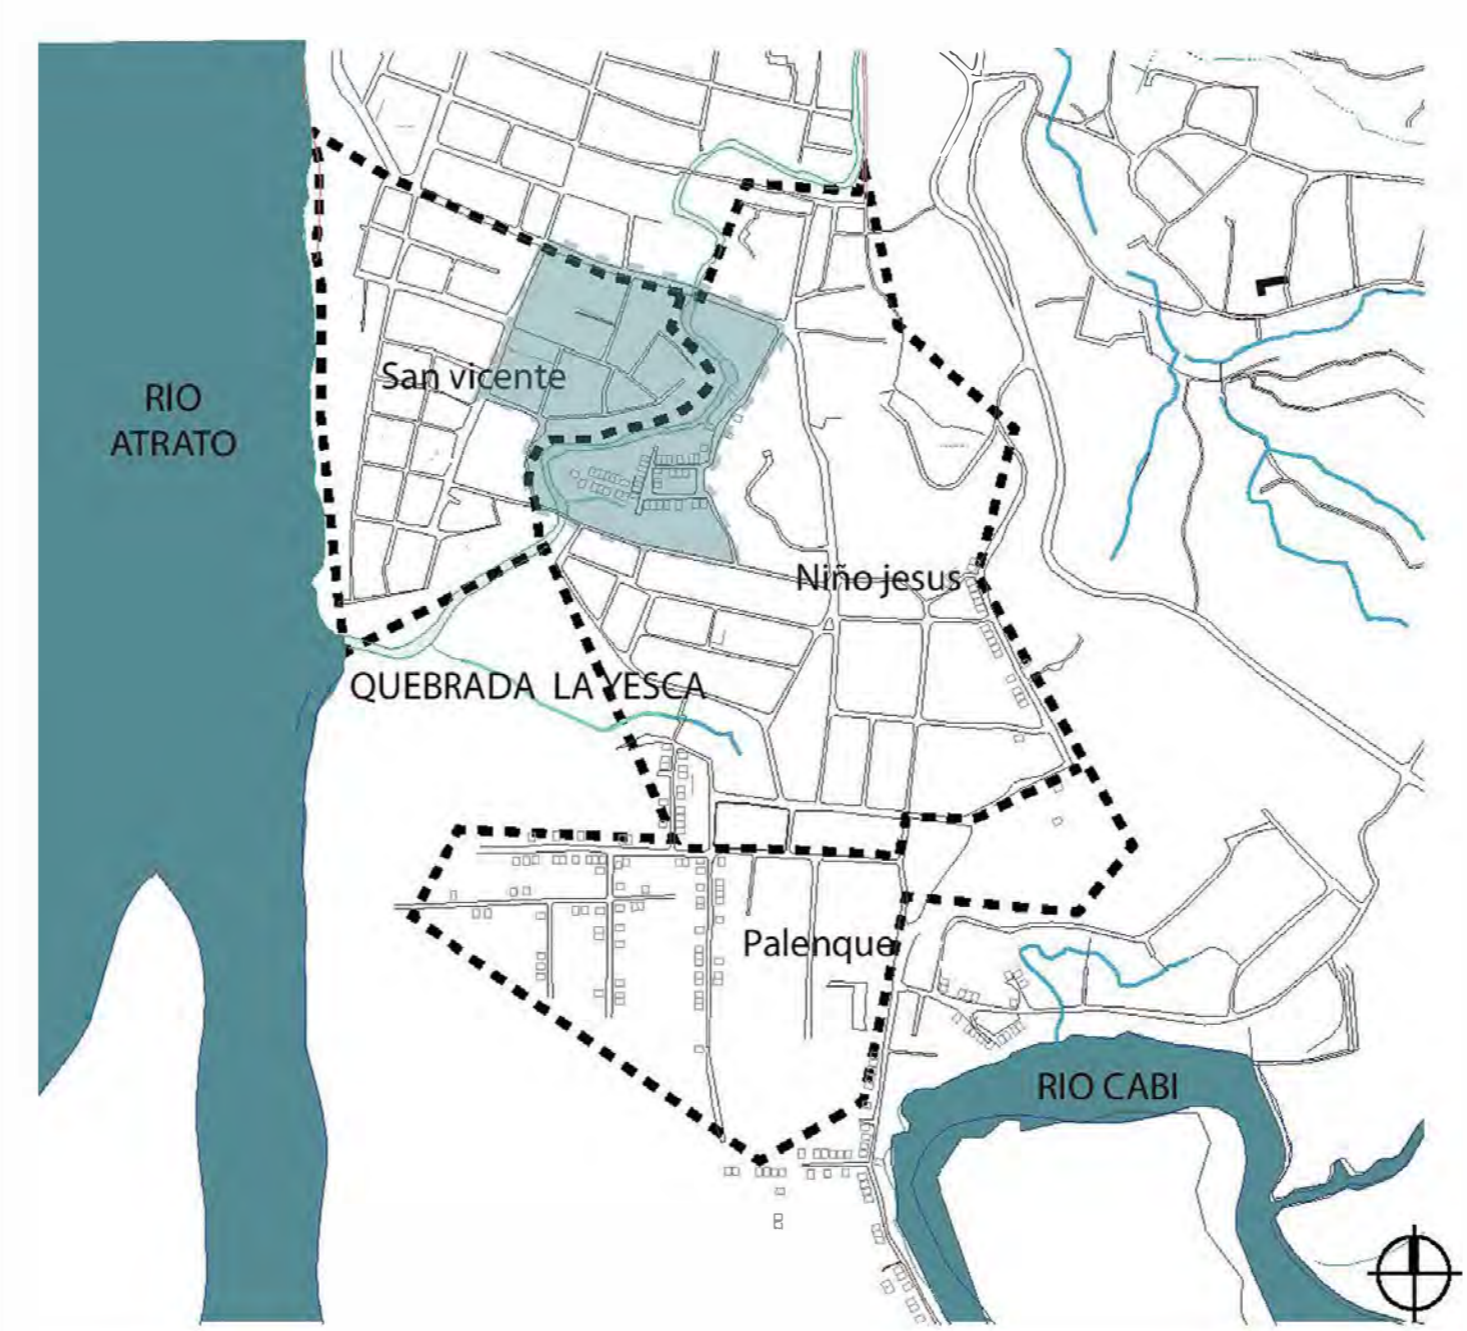 San vicente
RIO
ATRATO
Niño jesus
QUEBRADA LA YESCA
Palenque
RIO CABI